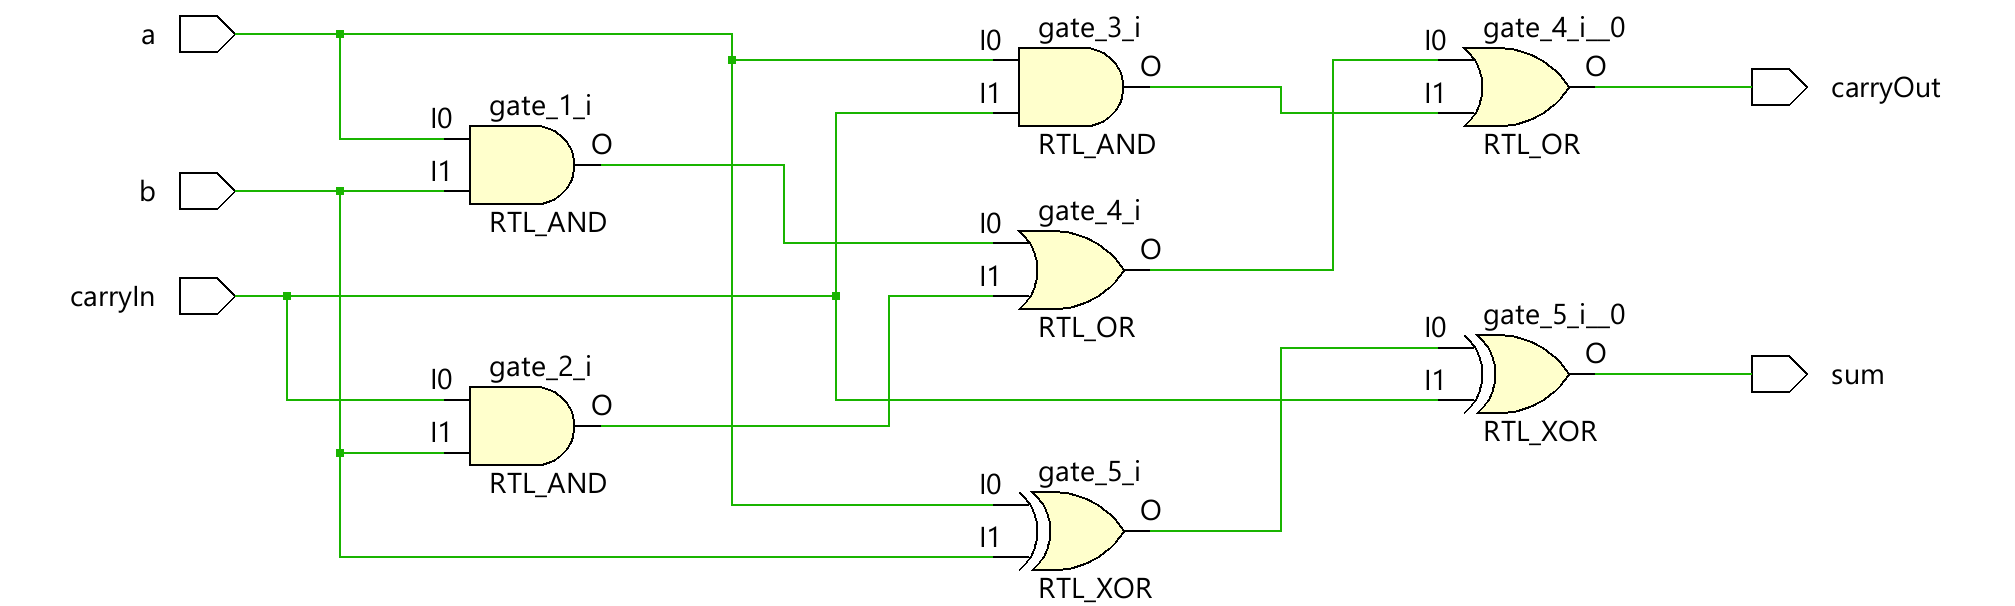 a
b
carryIn
I0
I1
gate_1_i
O
RTL_AND
I0
I1
gate_2_i
O
RTL_AND
I0
I1
gate_3_i
O
RTL_AND
I0
I1
gate_4_i
O
RTL_OR
I0
I1
gate_5_i
O
RTL_XOR
I0
I1
gate_4_i__0
O
RTL_OR
I0
I1
gate_5_i__0
O
RTL_XOR
carryOut
sum